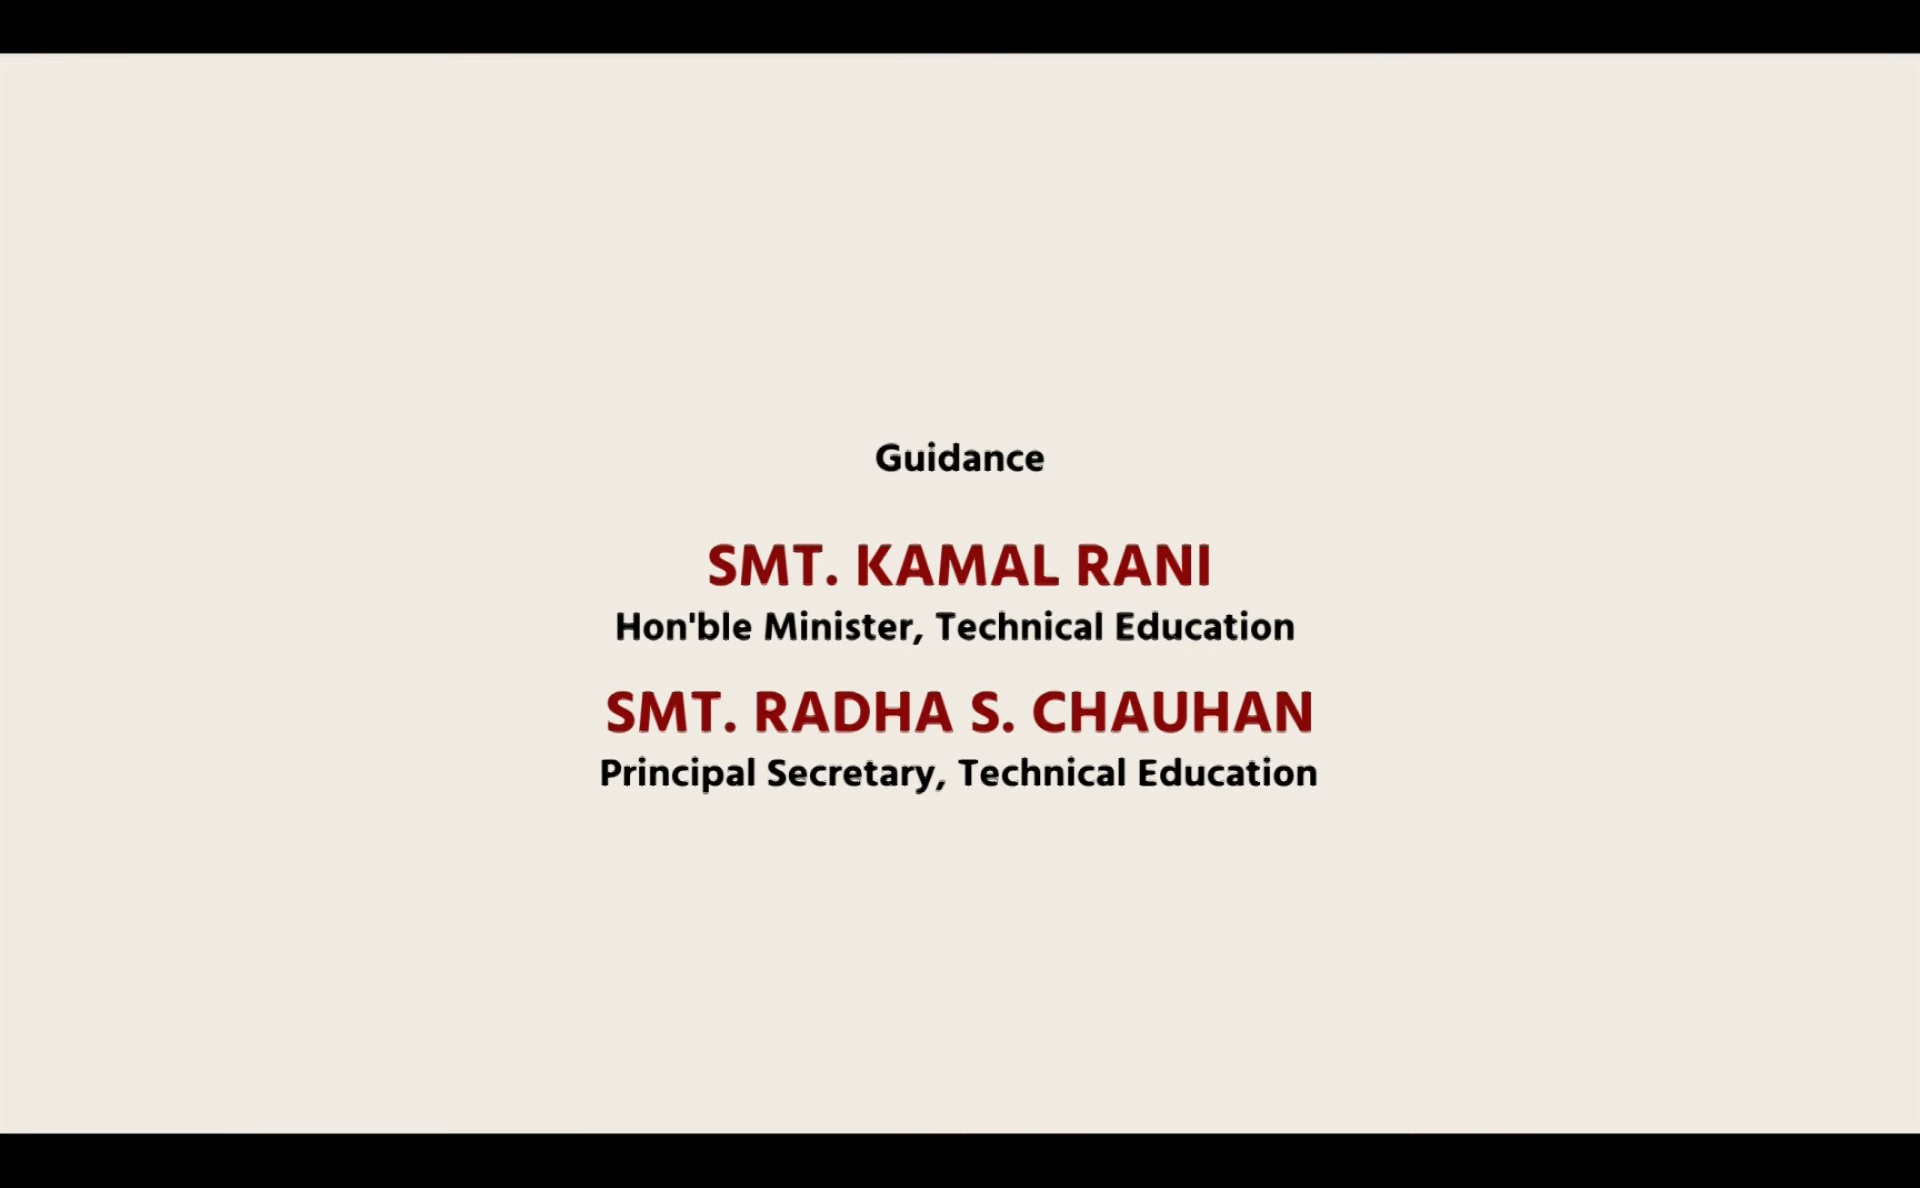 Guidance
SMT. KAMAL RANI
Hon'ble Minister, Technical Education
SMT. RADHA S. CHAUHAN
Principal Secretary, Technical Education